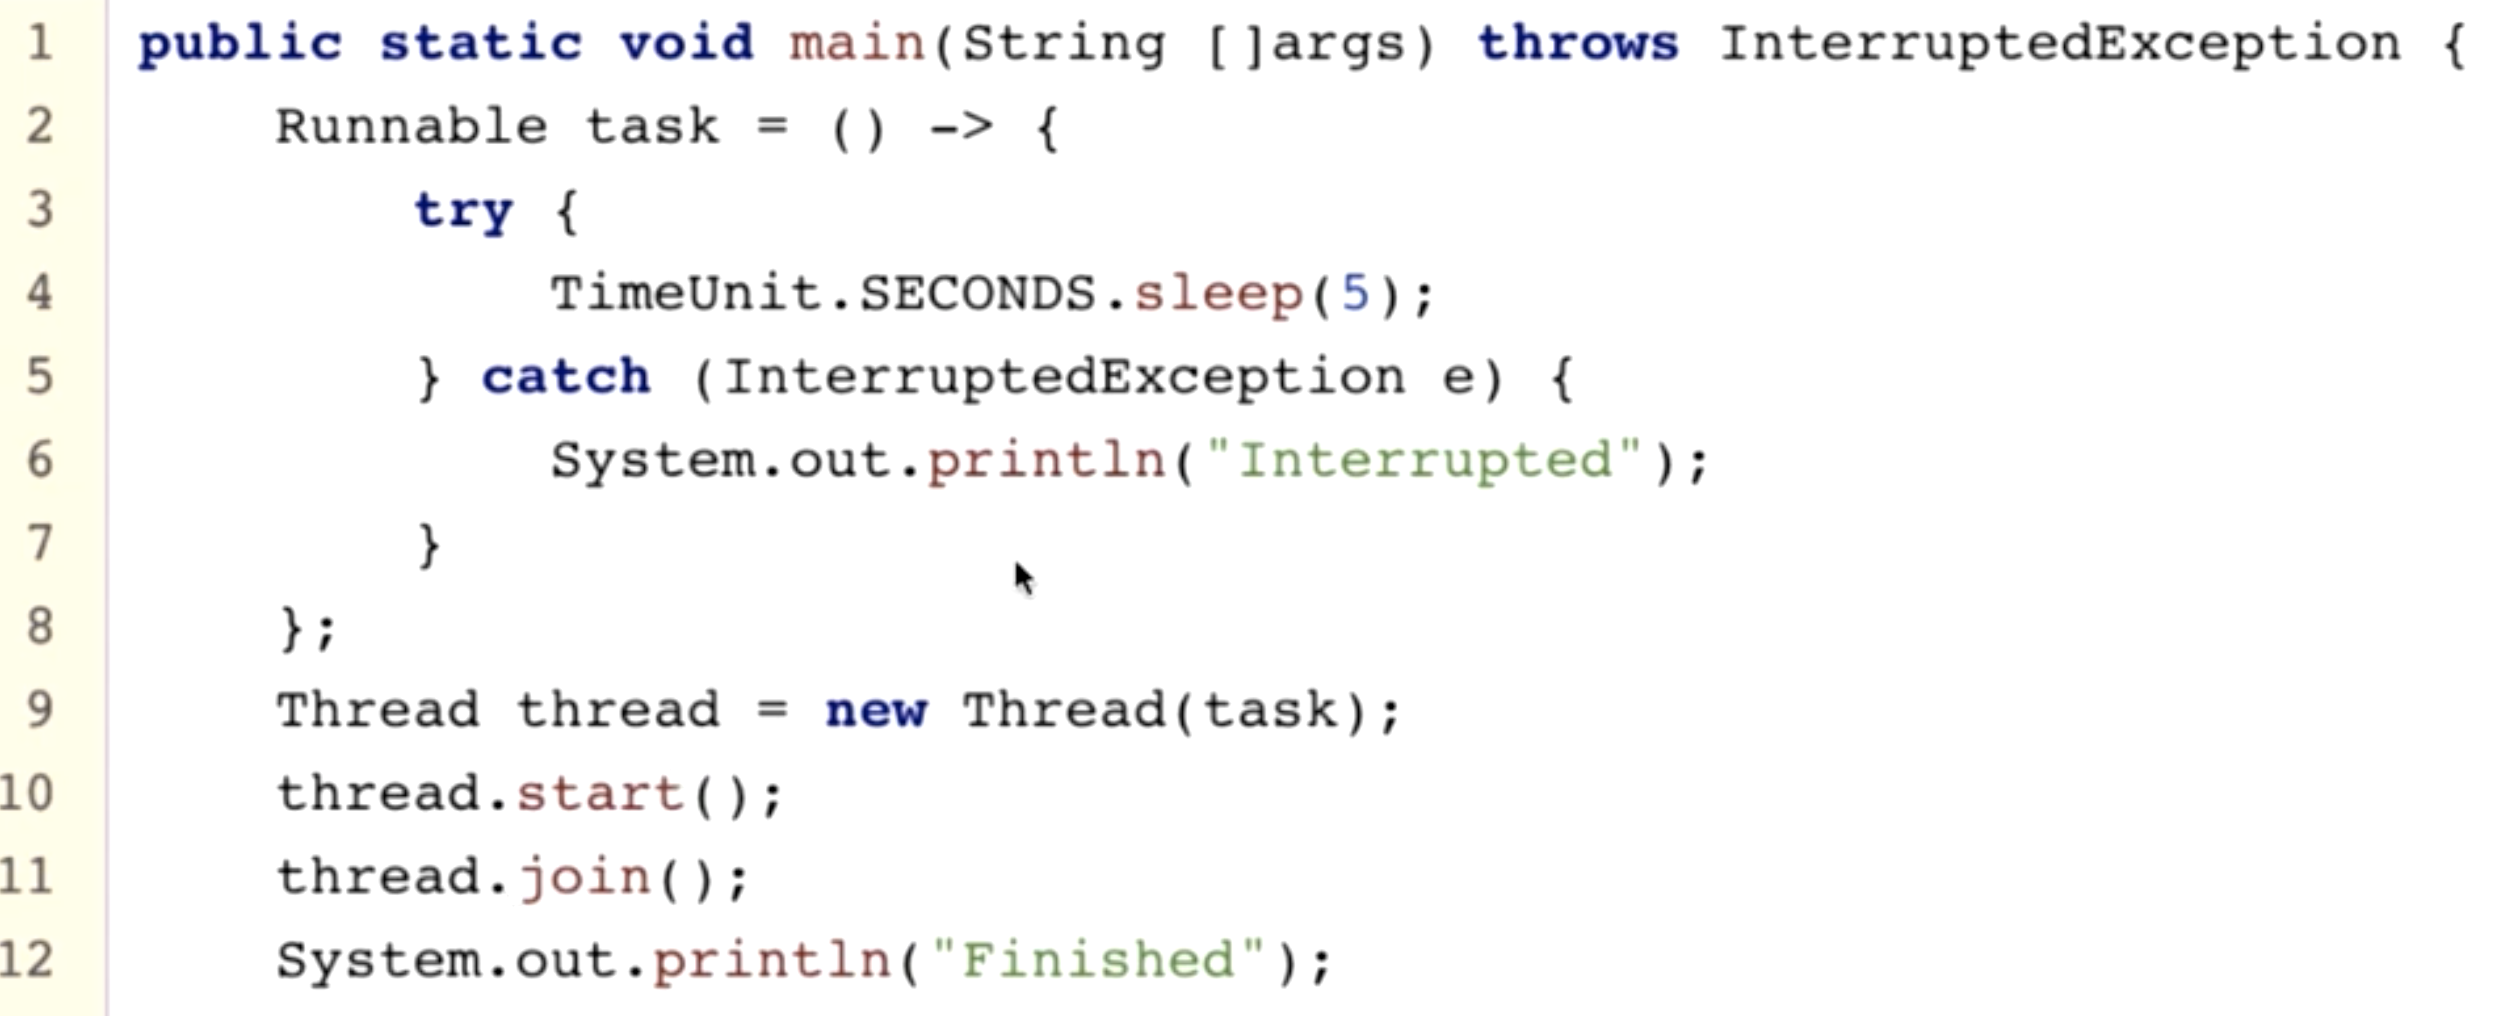 1 public static void main(String []args) throws InterruptedException {
2 Runnable task = () -> {
3 try {
4 TimeUnit.SECONDS.sleep(5);
5 } catch (InterruptedException e) {
6 System.out.println("Interrupted");
7 }
8 };
9 Thread thread = new Thread(task);
10 thread.start();
11 thread.join();
12 System.out.println("Finished");